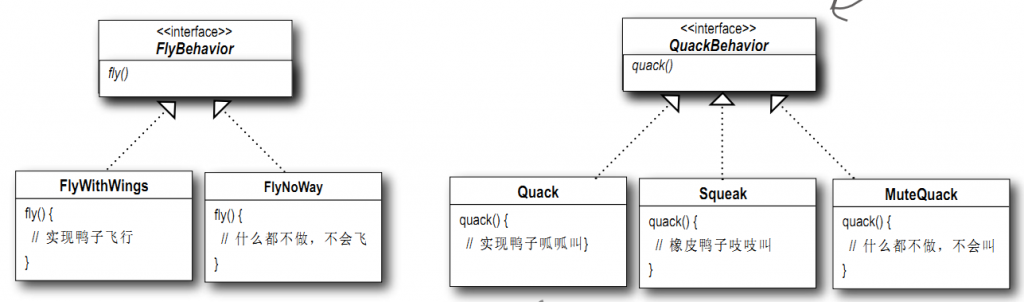 <<interface>>
FlyBehavior
fly()
<<interface>>
QuackBehavior
quack()
FlyWithWings
fly() {
// 实现鸭子飞行
}
FlyNoWay
fly() {
// 什么都不做，不会飞
}
Quack
quack() {
// 实现鸭子呱呱叫}
Squeak
quack() {
// 橡皮鸭子吱吱叫
}
MuteQuack
quack() {
// 什么都不做，不会叫
}